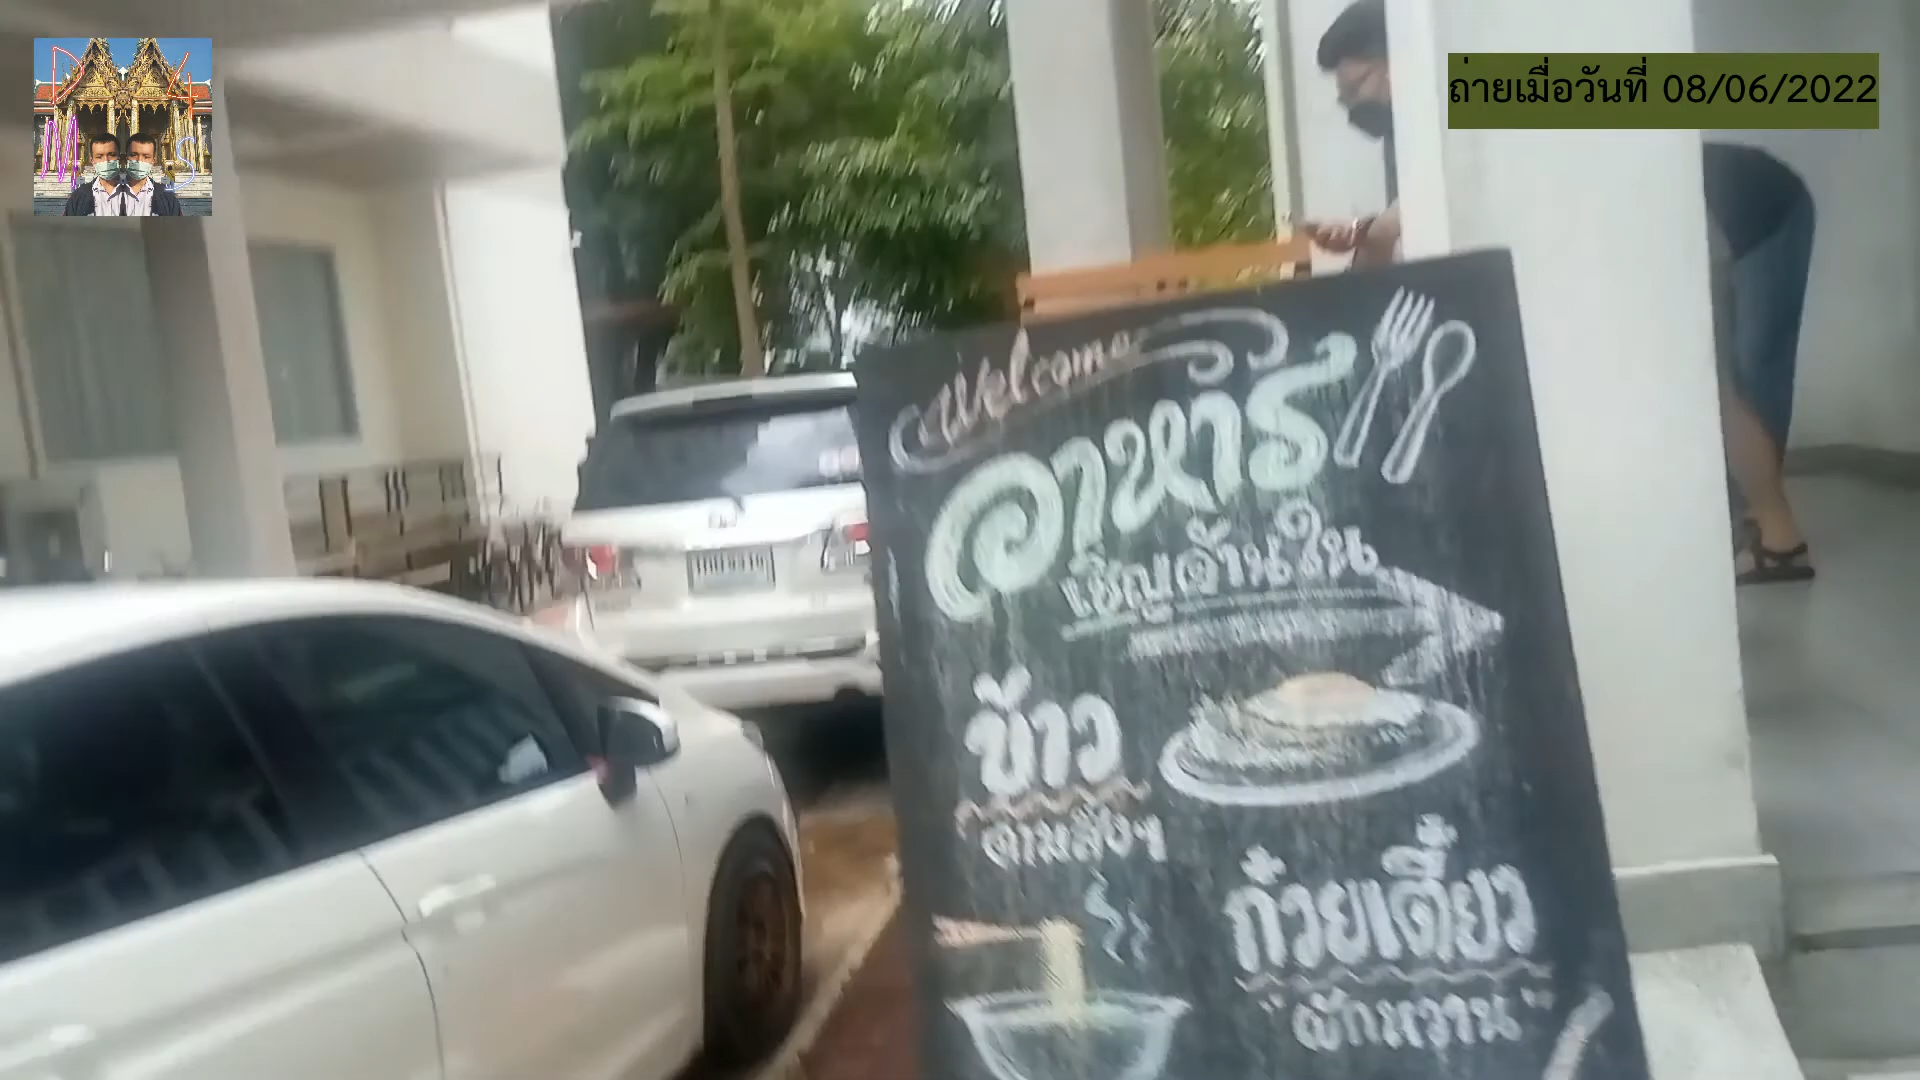 ถ่ายเมื่อวันที่ 08/06/2022
Welcome
อาหาร
เชิญด้านใน
ข้าว
"ตามสั่งฯ
ก๋วยเตี๋ยว
"ผักหวาน"